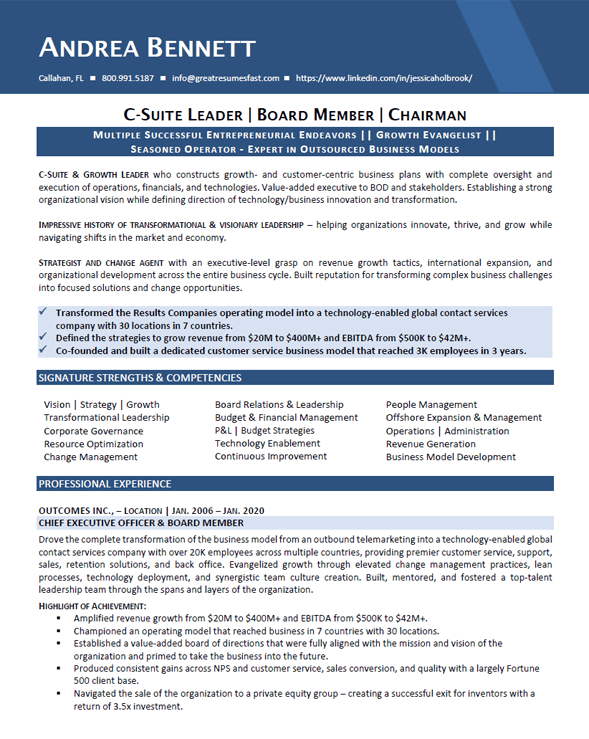 ANDREA BENNETT
Callahan, FL ▪ 800.991.5187 ▪ info@greatresumesfast.com ▪ https://www.linkedin.com/in/jessicaholbrook/
C-SUITE LEADER | BOARD MEMBER | CHAIRMAN
MULTIPLE SUCCESSFUL ENTREPRENEURIAL ENDEAVORS || GROWTH EVANGELIST ||
SEASONED OPERATOR - EXPERT IN OUTSOURCED BUSINESS MODELS
C-SUITE & GROWTH LEADER who constructs growth- and customer-centric business plans with complete oversight and
execution of operations, financials, and technologies. Value-added executive to BOD and stakeholders. Establishing a strong
organizational vision while defining direction of technology/business innovation and transformation.
IMPRESSIVE HISTORY OF TRANSFORMATIONAL & VISIONARY LEADERSHIP – helping organizations innovate, thrive, and grow while
navigating shifts in the market and economy.
STRATEGIST AND CHANGE AGENT with an executive-level grasp on revenue growth tactics, international expansion, and
organizational development across the entire business cycle. Built reputation for transforming complex business challenges
into focused solutions and change opportunities.
✓ Transformed the Results Companies operating model into a technology-enabled global contact services
company with 30 locations in 7 countries.
✓ Defined the strategies to grow revenue from $20M to $400M+ and EBITDA from $500K to $42M+.
✓ Co-founded and built a dedicated customer service business model that reached 3K employees in 3 years.
SIGNATURE STRENGTHS & COMPETENCIES
Vision | Strategy | Growth
Transformational Leadership
Corporate Governance
Resource Optimization
Change Management
Board Relations & Leadership
Budget & Financial Management
P&L | Budget Strategies
Technology Enablement
Continuous Improvement
People Management
Offshore Expansion & Management
Operations | Administration
Revenue Generation
Business Model Development
PROFESSIONAL EXPERIENCE
OUTCOMES INC., – LOCATION | JAN. 2006 – JAN. 2020
CHIEF EXECUTIVE OFFICER & BOARD MEMBER
Drove the complete transformation of the business model from an outbound telemarketing into a technology-enabled global
contact services company with over 20K employees across multiple countries, providing premier customer service, support,
sales, retention solutions, and back office. Evangelized growth through elevated change management practices, lean
processes, technology deployment, and synergistic team culture creation. Built, mentored, and fostered a top-talent
leadership team through the spans and layers of the organization.
HIGHLIGHT OF ACHIEVEMENT:
▪ Amplified revenue growth from $20M to $400M+ and EBITDA from $500K to $42M+.
▪ Championed an operating model that reached business in 7 countries with 30 locations.
▪ Established a value-added board of directions that were fully aligned with the mission and vision of the
organization and primed to take the business into the future.
▪ Produced consistent gains across NPS and customer service, sales conversion, and quality with a largely Fortune
500 client base.
▪ Navigated the sale of the organization to a private equity group – creating a successful exit for inventors with a
return of 3.5x investment.